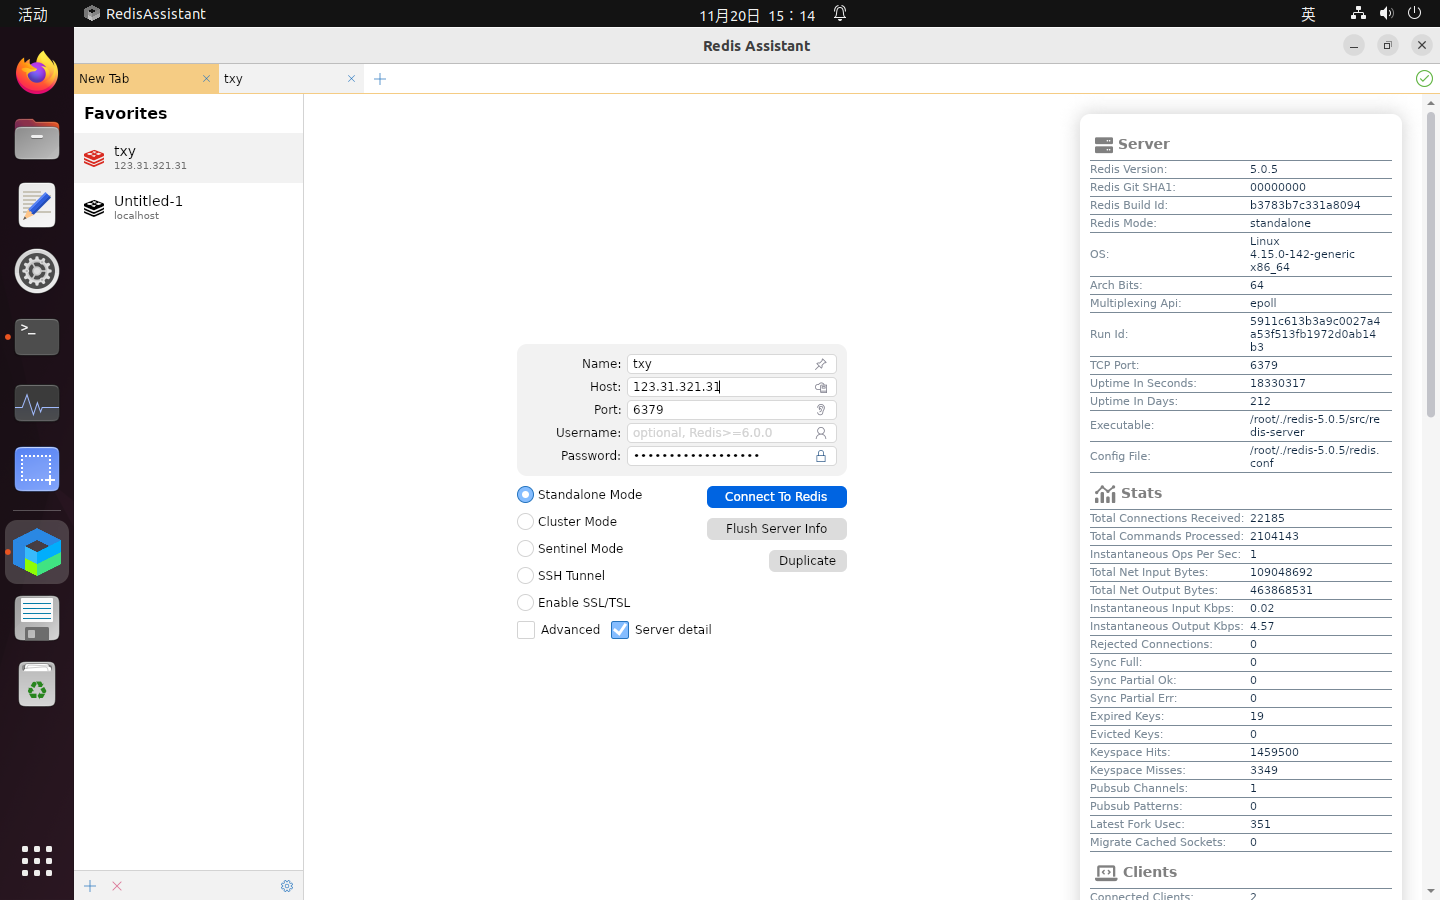 活动
RedisAssistant
11月20日 15:14
英
Redis Assistant
New Tab
txy
Favorites
txy
123.31.321.31
Untitled-1
localhost
Name: txy
Host: 123.31.321.31
Port: 6379
Username: optional, Redis>=6.0.0
Password: ••••••••••••••••••
Standalone Mode
Connect To Redis
Cluster Mode
Flush Server Info
Sentinel Mode
Duplicate
SSH Tunnel
Enable SSL/TSL
Advanced
Server detail
Server
Redis Version: 5.0.5
Redis Git SHA1: 00000000
Redis Build Id: b3783b7c331a8094
Redis Mode: standalone
OS: Linux
4.15.0-142-generic
x86_64
Arch Bits: 64
Multiplexing Api: epoll
Run Id: 5911c613b3a9c0027a4
a53f513fb1972d0ab14
b3
TCP Port: 6379
Uptime In Seconds: 18330317
Uptime In Days: 212
Executable: /root/./redis-5.0.5/src/re
dis-server
Config File: /root/./redis-5.0.5/redis.
conf
Stats
Total Connections Received: 22185
Total Commands Processed: 2104143
Instantaneous Ops Per Sec: 1
Total Net Input Bytes: 109048692
Total Net Output Bytes: 463868531
Instantaneous Input Kbps: 0.02
Instantaneous Output Kbps: 4.57
Rejected Connections: 0
Sync Full: 0
Sync Partial Ok: 0
Sync Partial Err: 0
Expired Keys: 19
Evicted Keys: 0
Keyspace Hits: 1459500
Keyspace Misses: 3349
Pubsub Channels: 1
Pubsub Patterns: 0
Latest Fork Usec: 351
Migrate Cached Sockets: 0
Clients
Connected Clients: 2